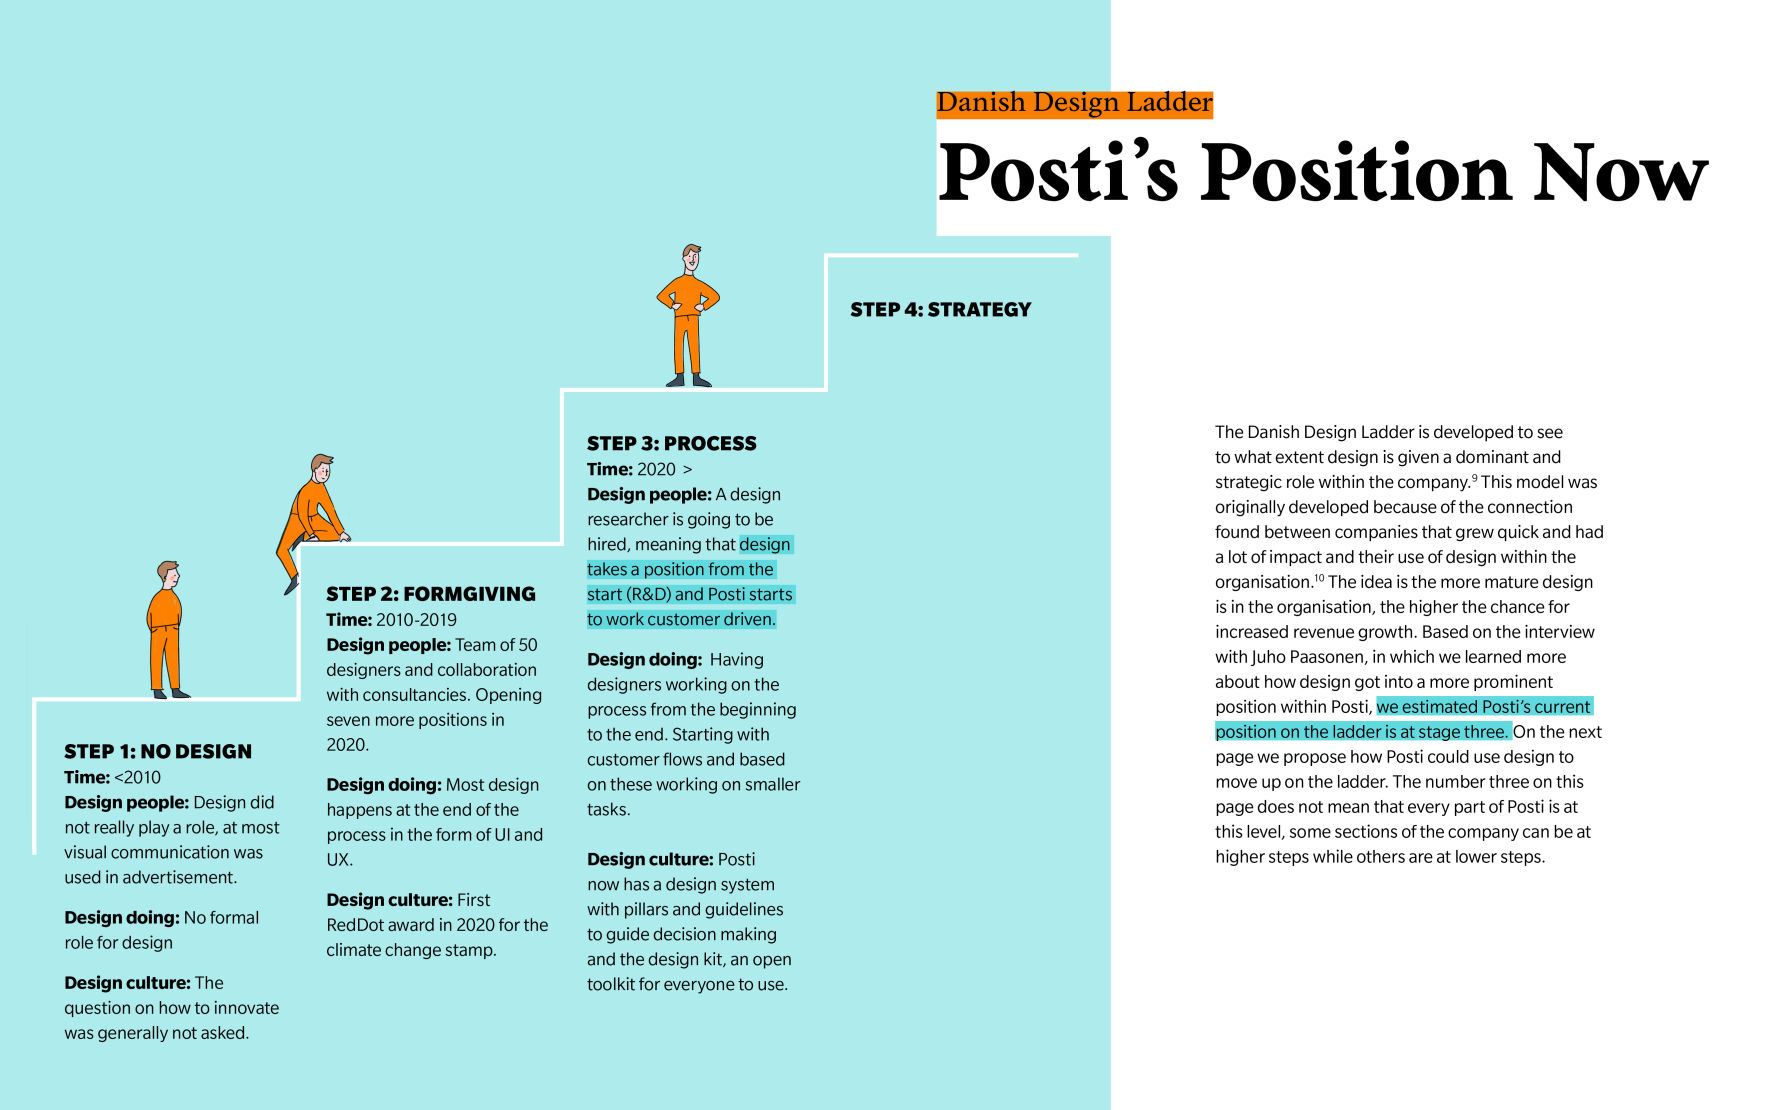 Danish Design Ladder
Posti’s Position Now
STEP 1: NO DESIGN
Time: <2010
Design people: Design did
not really play a role, at most
visual communication was
used in advertisement.
Design doing: No formal
role for design
Design culture: The
question on how to innovate
was generally not asked.
STEP 2: FORMGIVING
Time: 2010-2019
Design people: Team of 50
designers and collaboration
with consultancies. Opening
seven more positions in
2020.
Design doing: Most design
happens at the end of the
process in the form of UI and
UX.
Design culture: First
RedDot award in 2020 for the
climate change stamp.
STEP 3: PROCESS
Time: 2020 >
Design people: A design
researcher is going to be
hired, meaning that design
takes a position from the
start (R&D) and Posti starts
to work customer driven.
Design doing: Having
designers working on the
process from the beginning
to the end. Starting with
customer flows and based
on these working on smaller
tasks.
Design culture: Posti
now has a design system
with pillars and guidelines
to guide decision making
and the design kit, an open
toolkit for everyone to use.
STEP 4: STRATEGY
The Danish Design Ladder is developed to see
to what extent design is given a dominant and
strategic role within the company.⁹ This model was
originally developed because of the connection
found between companies that grew quick and had
a lot of impact and their use of design within the
organisation.¹⁰ The idea is the more mature design
is in the organisation, the higher the chance for
increased revenue growth. Based on the interview
with Juho Paasonen, in which we learned more
about how design got into a more prominent
position within Posti, we estimated Posti’s current
position on the ladder is at stage three. On the next
page we propose how Posti could use design to
move up on the ladder. The number three on this
page does not mean that every part of Posti is at
this level, some sections of the company can be at
higher steps while others are at lower steps.